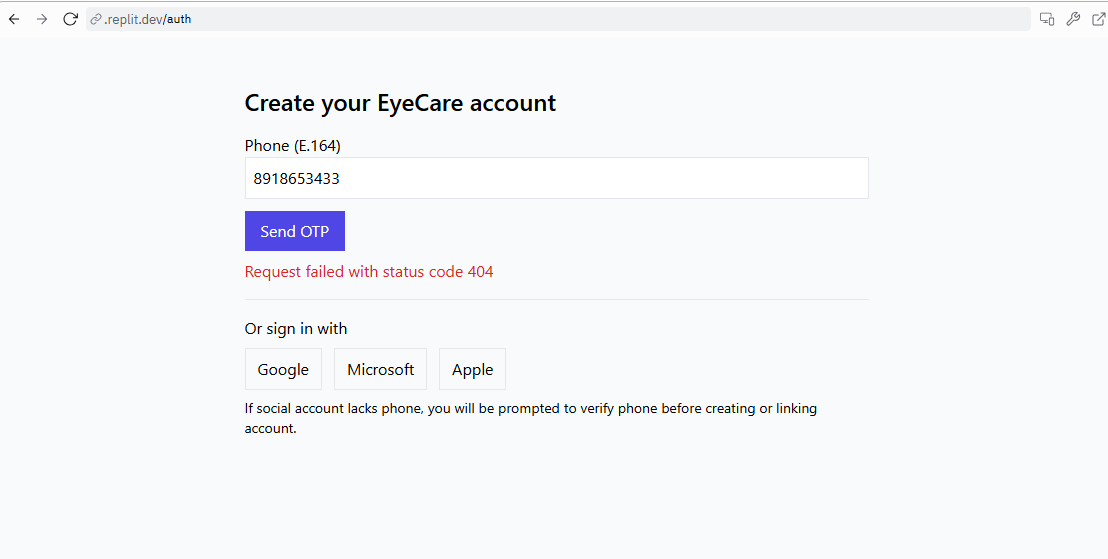 .replit.dev/auth
Create your EyeCare account
Phone (E.164)
8918653433
Send OTP
Request failed with status code 404
Or sign in with
Google Microsoft Apple
If social account lacks phone, you will be prompted to verify phone before creating or linking
account.